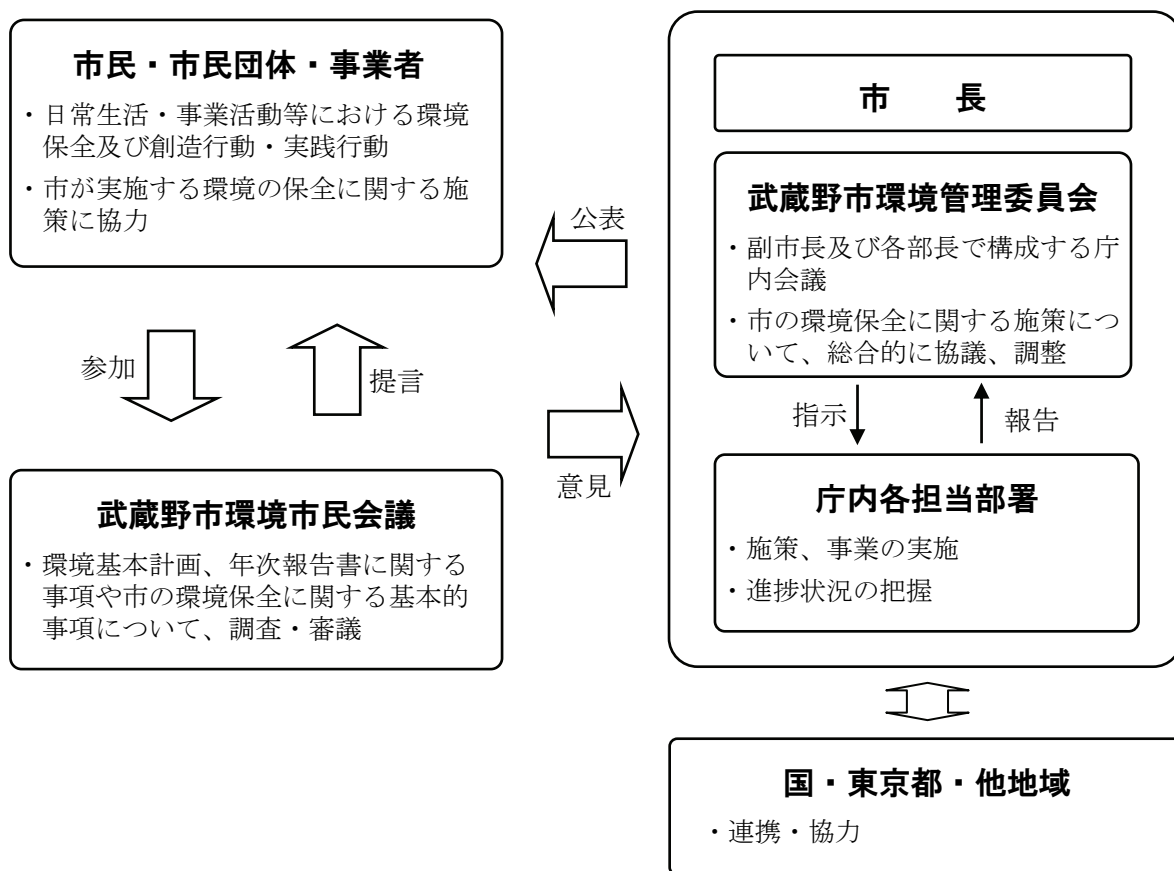 市民・市民団体・事業者
・日常生活・事業活動等における環境
保全及び創造行動・実践行動
・市が実施する環境の保全に関する施
策に協力
参加
提言
武蔵野市環境市民会議
・環境基本計画、年次報告書に関する
事項や市の環境保全に関する基本的
事項について、調査・審議
公表
意見
市　　長
武蔵野市環境管理委員会
・副市長及び各部長で構成する庁
内会議
・市の環境保全に関する施策につ
いて、総合的に協議、調整
指示
報告
庁内各担当部署
・施策、事業の実施
・進捗状況の把握
国・東京都・他地域
・連携・協力